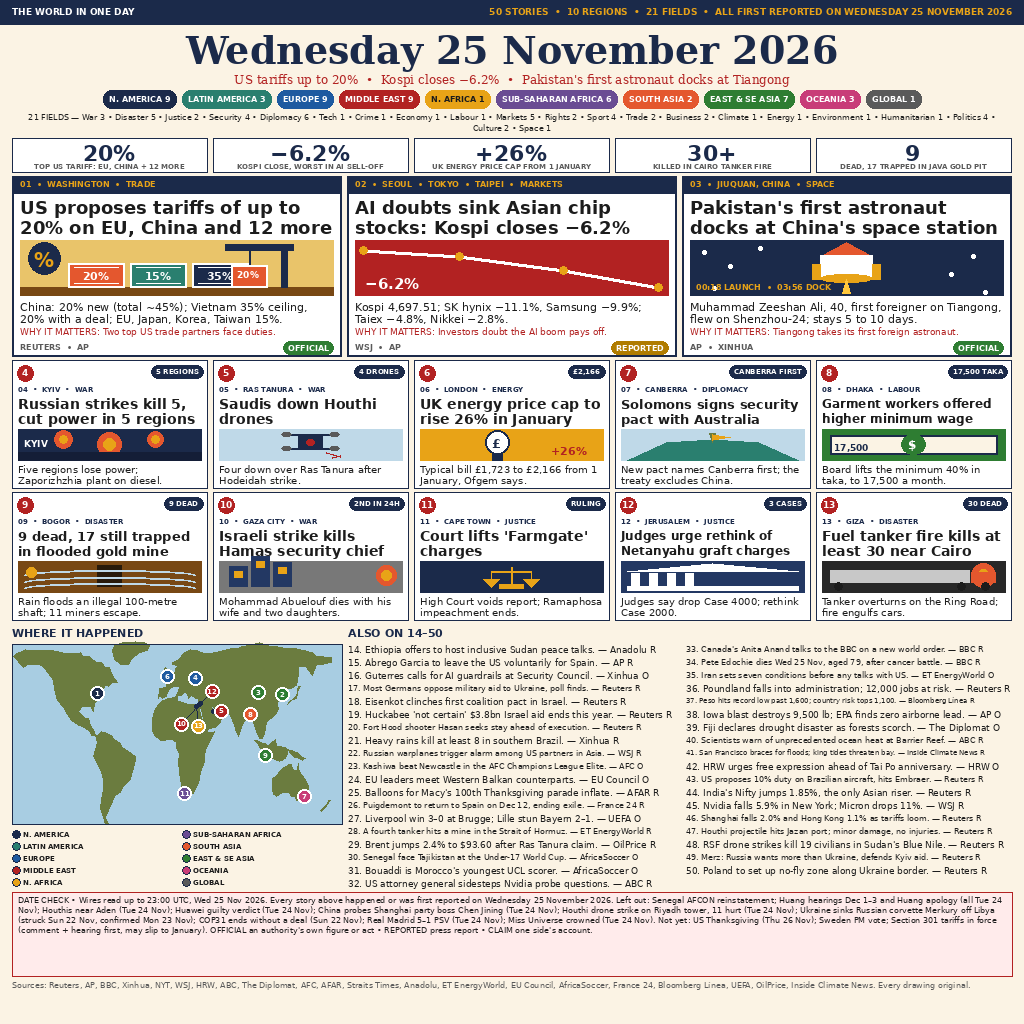 THE WORLD IN ONE DAY
50 STORIES • 10 REGIONS • 21 FIELDS • ALL FIRST REPORTED ON WEDNESDAY 25 NOVEMBER 2026
Wednesday 25 November 2026
US tariffs up to 20% • Kospi closes −6.2% • Pakistan's first astronaut docks at Tiangong
N. AMERICA 9
LATIN AMERICA 3
EUROPE 9
MIDDLE EAST 9
N. AFRICA 1
SUB-SAHARAN AFRICA 6
SOUTH ASIA 2
EAST & SE ASIA 7
OCEANIA 3
GLOBAL 1
21 FIELDS — War 3 • Disaster 5 • Justice 2 • Security 4 • Diplomacy 6 • Tech 1 • Crime 1 • Economy 1 • Labour 1 • Markets 5 • Rights 2 • Sport 4 • Trade 2 • Business 2 • Climate 1 • Energy 1 • Environment 1 • Humanitarian 1 • Politics 4 •
Culture 2 • Space 1
20%
TOP US TARIFF: EU, CHINA + 12 MORE
−6.2%
KOSPI CLOSE, WORST IN AI SELL-OFF
+26%
UK ENERGY PRICE CAP FROM 1 JANUARY
30+
KILLED IN CAIRO TANKER FIRE
9
DEAD, 17 TRAPPED IN JAVA GOLD PIT
01 • WASHINGTON • TRADE
US proposes tariffs of up to
20% on EU, China and 12 more
%
20%
15%
35%
20%
China: 20% new (total ~45%); Vietnam 35% ceiling,
20% with a deal; EU, Japan, Korea, Taiwan 15%.
WHY IT MATTERS: Two top US trade partners face duties.
REUTERS • AP
OFFICIAL
02 • SEOUL • TOKYO • TAIPEI • MARKETS
AI doubts sink Asian chip
stocks: Kospi closes −6.2%
−6.2%
Kospi 4,697.51; SK hynix −11.1%, Samsung −9.9%;
Taiex −4.8%, Nikkei −2.8%.
WHY IT MATTERS: Investors doubt the AI boom pays off.
WSJ • AP
REPORTED
03 • JIUQUAN, CHINA • SPACE
Pakistan's first astronaut
docks at China's space station
00:18 LAUNCH • 03:56 DOCK
Muhammad Zeeshan Ali, 40, first foreigner on Tiangong,
flew on Shenzhou-24; stays 5 to 10 days.
WHY IT MATTERS: Tiangong takes its first foreign astronaut.
AP • XINHUA
OFFICIAL
4
5 REGIONS
04 • KYIV • WAR
Russian strikes kill 5,
cut power in 5 regions
KYIV
Five regions lose power;
Zaporizhzhia plant on diesel.
5
4 DRONES
05 • RAS TANURA • WAR
Saudis down Houthi
drones
Four down over Ras Tanura after
Hodeidah strike.
6
£2,166
06 • LONDON • ENERGY
UK energy price cap to
rise 26% in January
£
+26%
Typical bill £1,723 to £2,166 from 1
January, Ofgem says.
7
CANBERRA FIRST
07 • CANBERRA • DIPLOMACY
Solomons signs security
pact with Australia
New pact names Canberra first; the
treaty excludes China.
8
17,500 TAKA
08 • DHAKA • LABOUR
Garment workers offered
higher minimum wage
17,500
$
Board lifts the minimum 40% in
taka, to 17,500 a month.
9
9 DEAD
09 • BOGOR • DISASTER
9 dead, 17 still trapped
in flooded gold mine
Rain floods an illegal 100-metre
shaft; 11 miners escape.
10
2ND IN 24H
10 • GAZA CITY • WAR
Israeli strike kills
Hamas security chief
Mohammad Abuelouf dies with his
wife and two daughters.
11
RULING
11 • CAPE TOWN • JUSTICE
Court lifts 'Farmgate'
charges
High Court voids report; Ramaphosa
impeachment ends.
12
3 CASES
12 • JERUSALEM • JUSTICE
Judges urge rethink of
Netanyahu graft charges
Judges say drop Case 4000; rethink
Case 2000.
13
30 DEAD
13 • GIZA • DISASTER
Fuel tanker fire kills at
least 30 near Cairo
Tanker overturns on the Ring Road;
fire engulfs cars.
WHERE IT HAPPENED
1
6
4
12
3
2
10
13
5
8
9
11
7
N. AMERICA
LATIN AMERICA
EUROPE
MIDDLE EAST
N. AFRICA
SUB-SAHARAN AFRICA
SOUTH ASIA
EAST & SE ASIA
OCEANIA
GLOBAL
ALSO ON 14–50
14. Ethiopia offers to host inclusive Sudan peace talks. — Anadolu R
15. Abrego Garcia to leave the US voluntarily for Spain. — AP R
16. Guterres calls for AI guardrails at Security Council. — Xinhua O
17. Most Germans oppose military aid to Ukraine, poll finds. — Reuters R
18. Eisenkot clinches first coalition pact in Israel. — Reuters R
19. Huckabee 'not certain' $3.8bn Israel aid ends this year. — Reuters R
20. Fort Hood shooter Hasan seeks stay ahead of execution. — Reuters R
21. Heavy rains kill at least 8 in southern Brazil. — Xinhua R
22. Russian warplanes trigger alarm among US partners in Asia. — WSJ R
23. Kashiwa beat Newcastle in the AFC Champions League Elite. — AFC O
24. EU leaders meet Western Balkan counterparts. — EU Council O
25. Balloons for Macy's 100th Thanksgiving parade inflate. — AFAR R
26. Puigdemont to return to Spain on Dec 12, ending exile. — France 24 R
27. Liverpool win 3–0 at Brugge; Lille stun Bayern 2–1. — UEFA O
28. A fourth tanker hits a mine in the Strait of Hormuz. — ET EnergyWorld R
29. Brent jumps 2.4% to $93.60 after Ras Tanura claim. — OilPrice R
30. Senegal face Tajikistan at the Under-17 World Cup. — AfricaSoccer O
31. Bouaddi is Morocco's youngest UCL scorer. — AfricaSoccer O
32. US attorney general sidesteps Nvidia probe questions. — ABC R
33. Canada's Anita Anand talks to the BBC on a new world order. — BBC R
34. Pete Edochie dies Wed 25 Nov, aged 79, after cancer battle. — BBC R
35. Iran sets seven conditions before any talks with US. — ET EnergyWorld O
36. Poundland falls into administration; 12,000 jobs at risk. — Reuters R
37. Peso hits record low past 1,600; country risk tops 1,100. — Bloomberg Línea R
38. Iowa blast destroys 9,500 lb; EPA finds zero airborne lead. — AP O
39. Fiji declares drought disaster as forests scorch. — The Diplomat O
40. Scientists warn of unprecedented ocean heat at Barrier Reef. — ABC R
41. San Francisco braces for floods; king tides threaten bay. — Inside Climate News R
42. HRW urges free expression ahead of Tai Po anniversary. — HRW O
43. US proposes 10% duty on Brazilian aircraft, hits Embraer. — Reuters R
44. India's Nifty jumps 1.85%, the only Asian riser. — Reuters R
45. Nvidia falls 5.9% in New York; Micron drops 11%. — WSJ R
46. Shanghai falls 2.0% and Hong Kong 1.1% as tariffs loom. — Reuters R
47. Houthi projectile hits Jazan port; minor damage, no injuries. — Reuters R
48. RSF drone strikes kill 19 civilians in Sudan's Blue Nile. — Reuters R
49. Merz: Russia wants more than Ukraine, defends Kyiv aid. — Reuters R
50. Poland to set up no-fly zone along Ukraine border. — Reuters R
DATE CHECK • Wires read up to 23:00 UTC, Wed 25 Nov 2026. Every story above happened or was first reported on Wednesday 25 November 2026. Left out: Senegal AFCON reinstatement; Huang hearings Dec 1–3 and Huang apology (all Tue 24
Nov); Houthis near Aden (Tue 24 Nov); Huawei guilty verdict (Tue 24 Nov); China probes Shanghai party boss Chen Jining (Tue 24 Nov); Houthi drone strike on Riyadh tower, 11 hurt (Tue 24 Nov); Ukraine sinks Russian corvette Merkury off Libya
(struck Sun 22 Nov, confirmed Mon 23 Nov); COP31 ends without a deal (Sun 22 Nov); Real Madrid 5–1 PSV (Tue 24 Nov); Miss Universe crowned (Tue 24 Nov). Not yet: US Thanksgiving (Thu 26 Nov); Sweden PM vote; Section 301 tariffs in force
(comment + hearing first, may slip to January). OFFICIAL an authority's own figure or act • REPORTED press report • CLAIM one side's account.
Sources: Reuters, AP, BBC, Xinhua, NYT, WSJ, HRW, ABC, The Diplomat, AFC, AFAR, Straits Times, Anadolu, ET EnergyWorld, EU Council, AfricaSoccer, France 24, Bloomberg Línea, UEFA, OilPrice, Inside Climate News. Every drawing original.